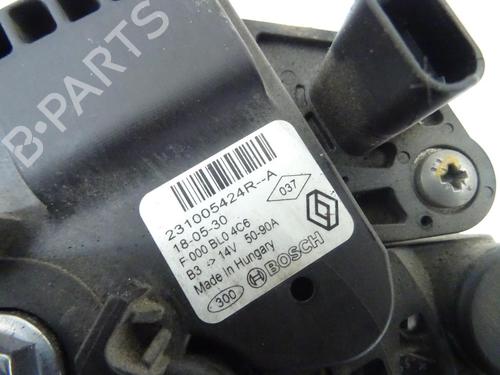 B-PARTS
231005424R--A
18-05-30
037
F 000 BL0 4C6
B3 -> 14V 50-90A
Made in Hungary
BOSCH
300